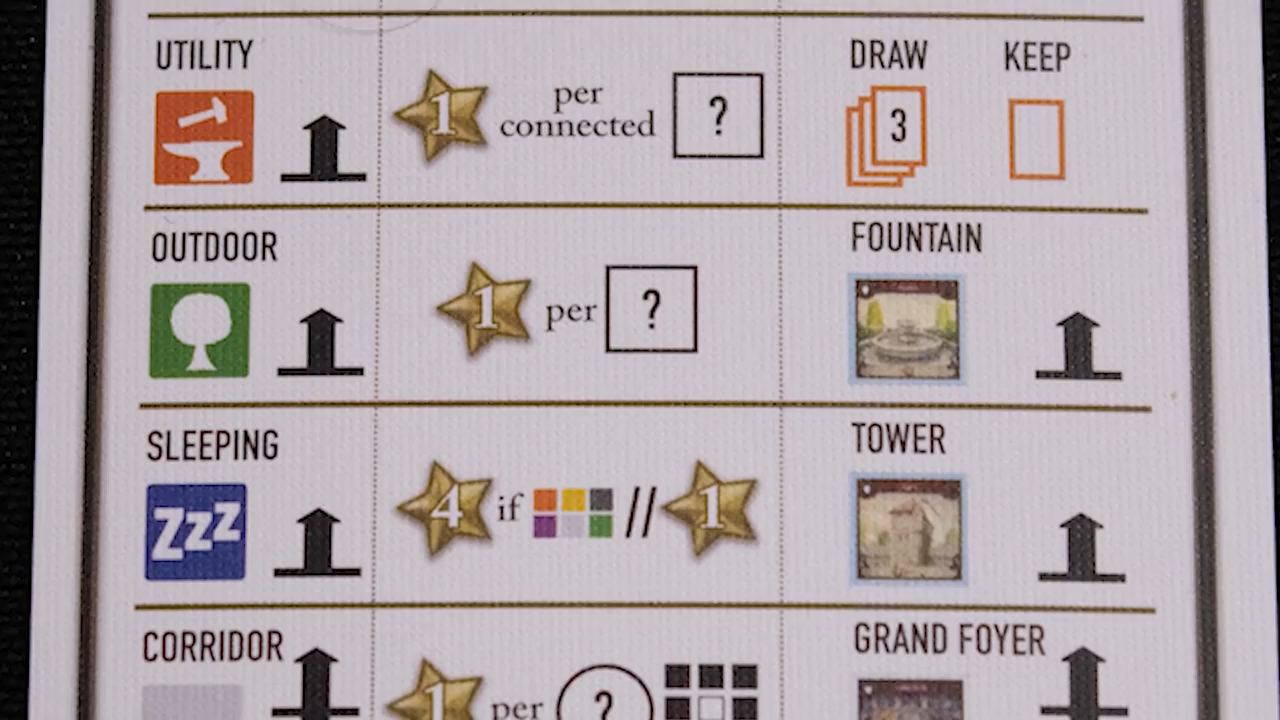 UTILITY
1 per connected ?
DRAW KEEP
3
OUTDOOR
1 per ?
FOUNTAIN
SLEEPING
ZZZ
4 if // 1
TOWER
CORRIDOR
1 per ?
GRAND FOYER